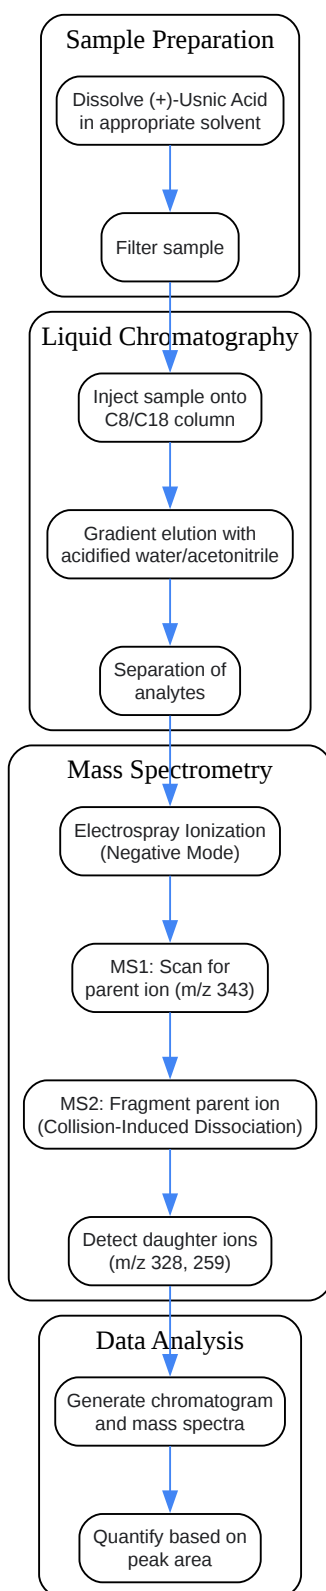 Sample Preparation
Dissolve (+)-Usnic Acid
in appropriate solvent
Filter sample
Liquid Chromatography
Inject sample onto
C8/C18 column
Gradient elution with
acidified water/acetonitrile
Separation of
analytes
Mass Spectrometry
Electrospray Ionization
(Negative Mode)
MS1: Scan for
parent ion (m/z 343)
MS2: Fragment parent ion
(Collision-Induced Dissociation)
Detect daughter ions
(m/z 328, 259)
Data Analysis
Generate chromatogram
and mass spectra
Quantify based on
peak area